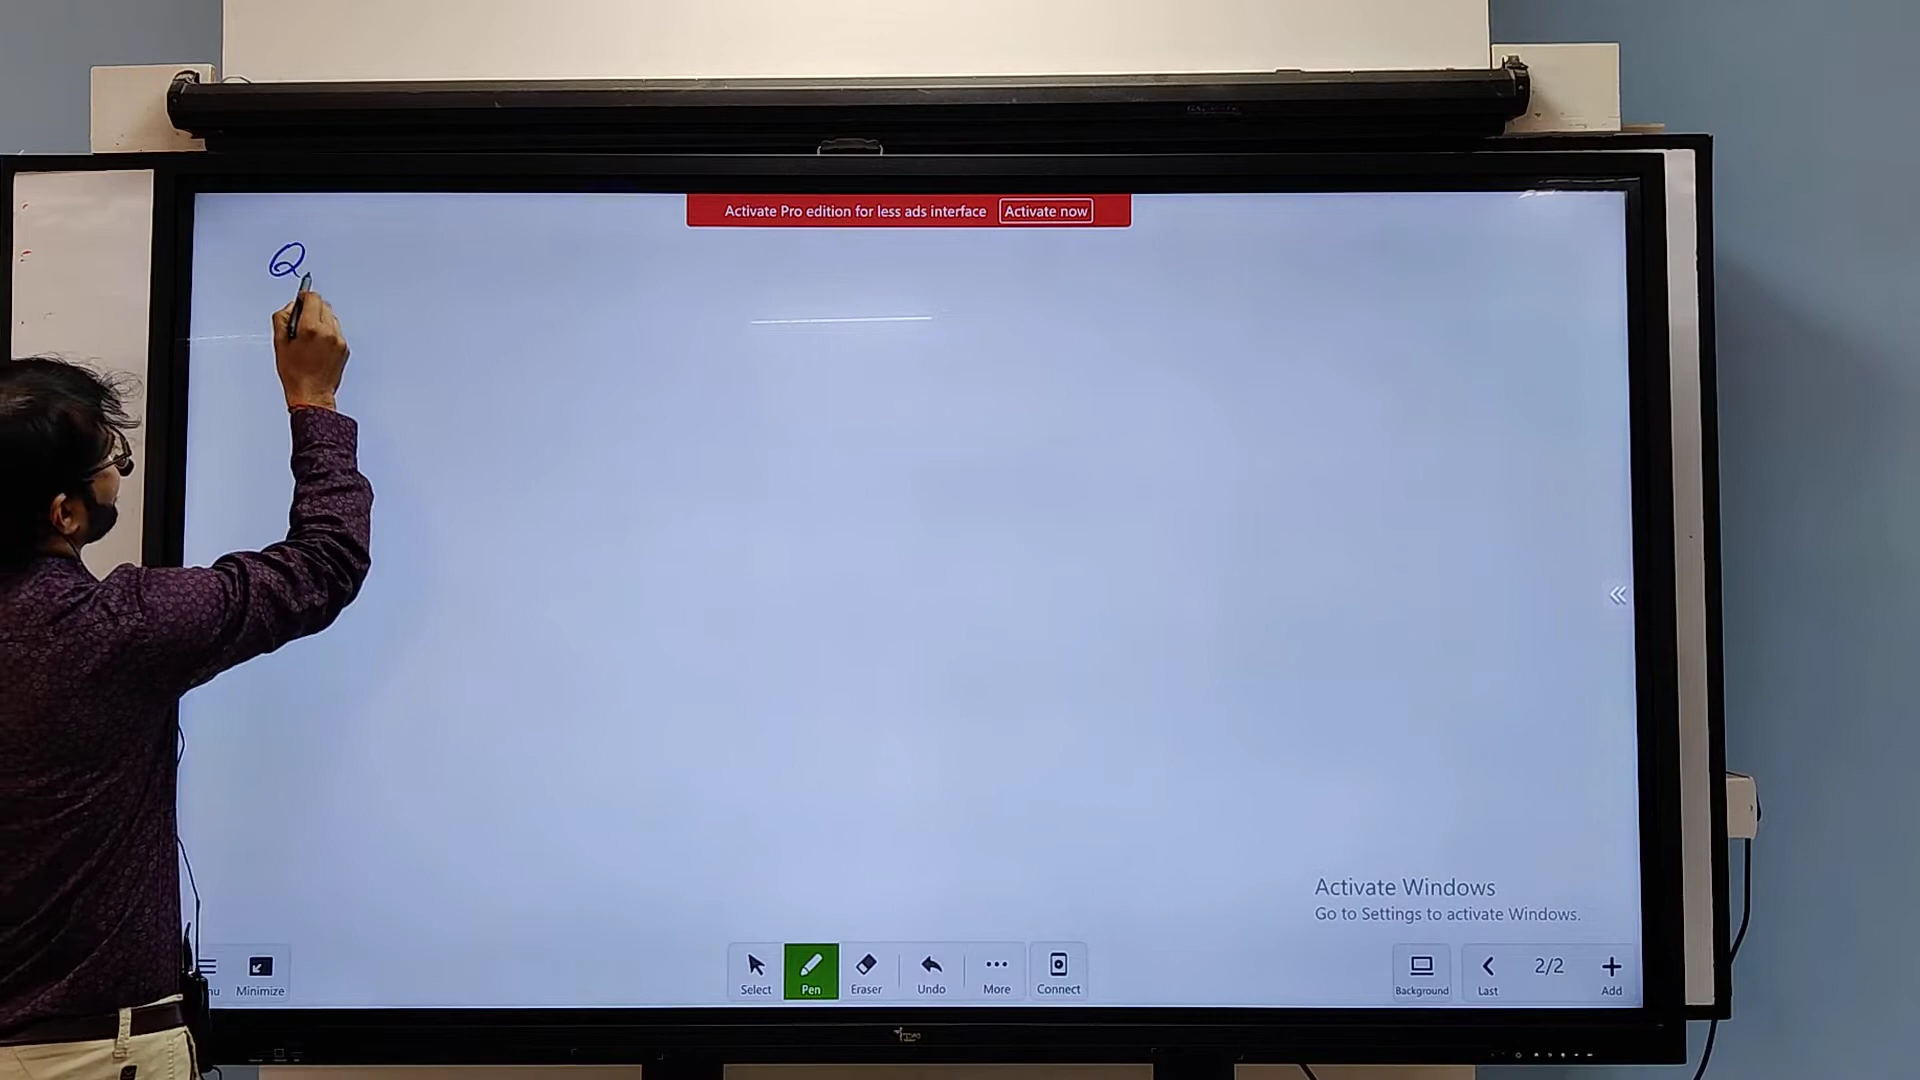 Activate Pro edition for less ads interface Activate now
Q
Activate Windows
Go to Settings to activate Windows.
nu Minimize Select Pen Eraser Undo More Connect Background Last 2/2 Add